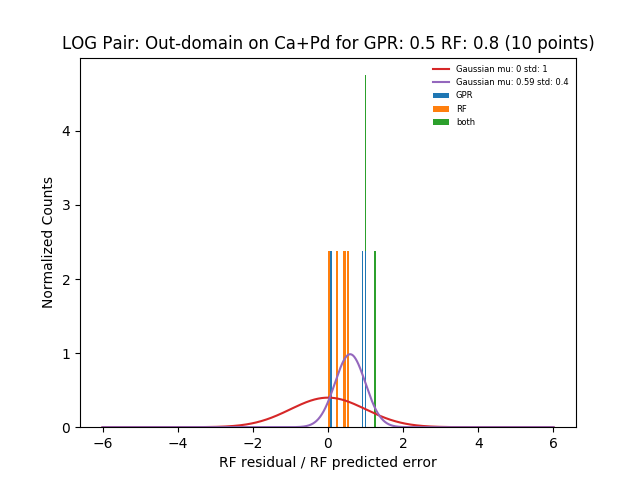 LOG Pair: Out-domain on Ca+Pd for GPR: 0.5 RF: 0.8 (10 points)
Gaussian mu: 0 std: 1
Gaussian mu: 0.59 std: 0.4
GPR
RF
both
Normalized Counts
4
3
2
1
0
−6 −4 −2 0 2 4 6
RF residual / RF predicted error